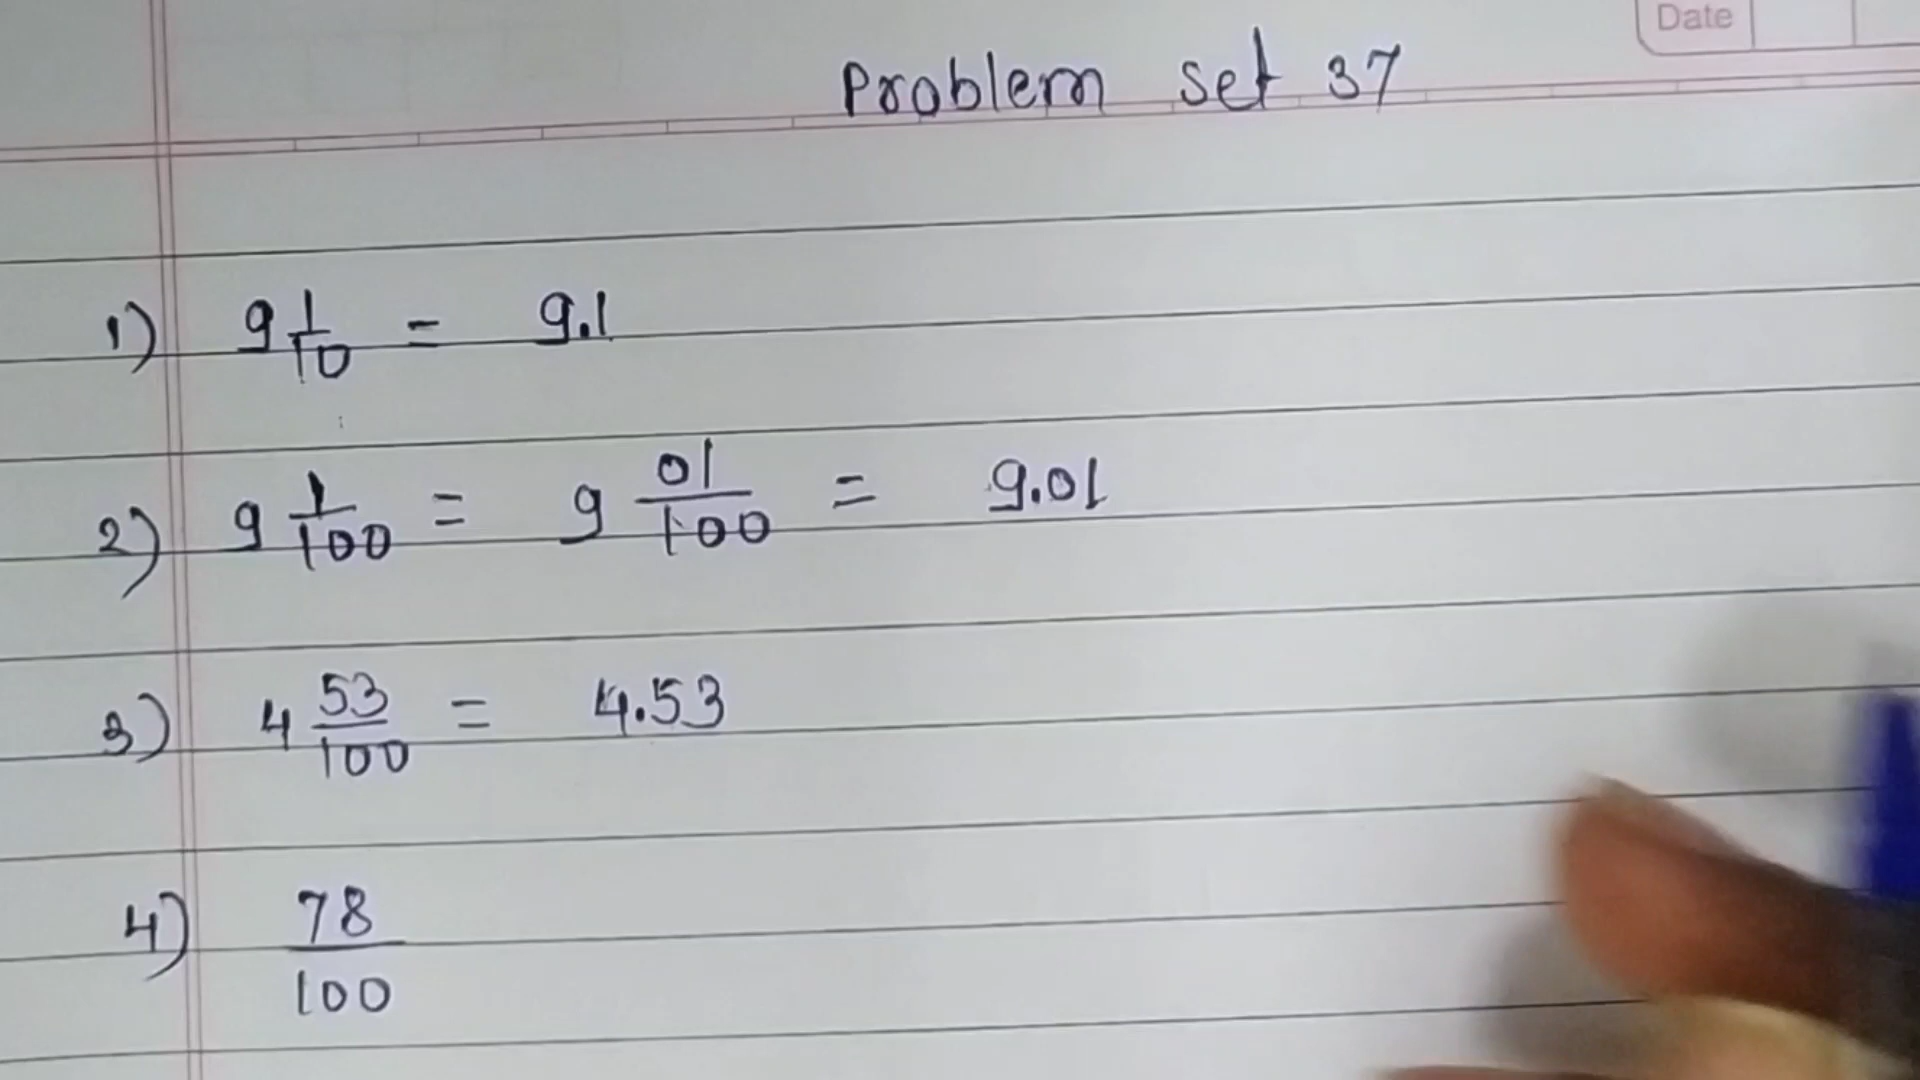 Date
Problem set 37
1) 9 1/10 = 9.1
2) 9 1/100 = 9 01/100 = 9.01
3) 4 53/100 = 4.53
4) 78/100